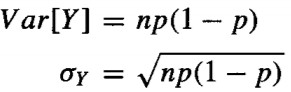 Var[Y] = np(1 − p)
σ_Y = √(np(1 − p))